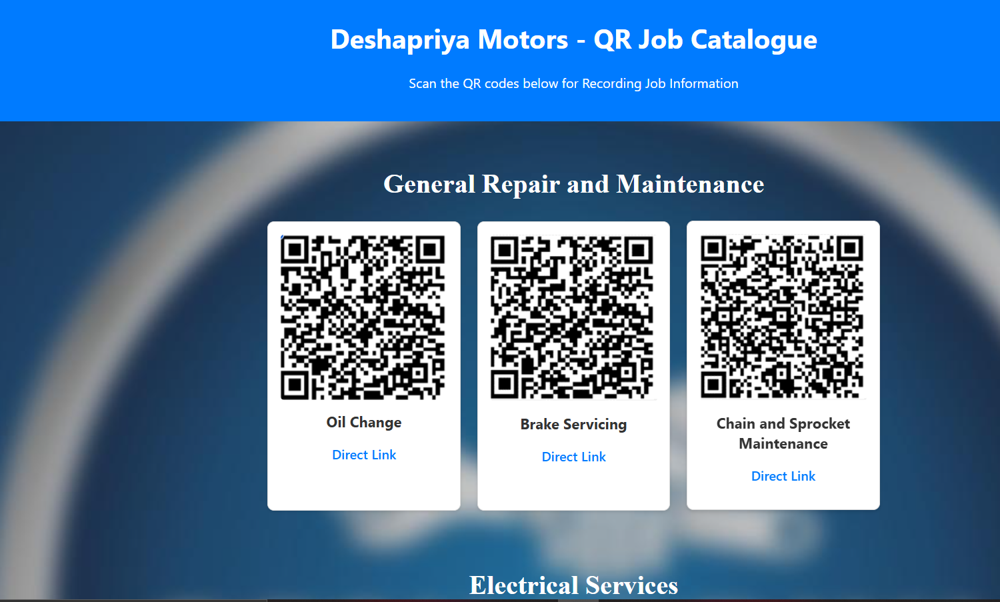 Deshapriya Motors - QR Job Catalogue
Scan the QR codes below for Recording Job Information
General Repair and Maintenance
Oil Change
Direct Link
Brake Servicing
Direct Link
Chain and Sprocket
Maintenance
Direct Link
Electrical Services